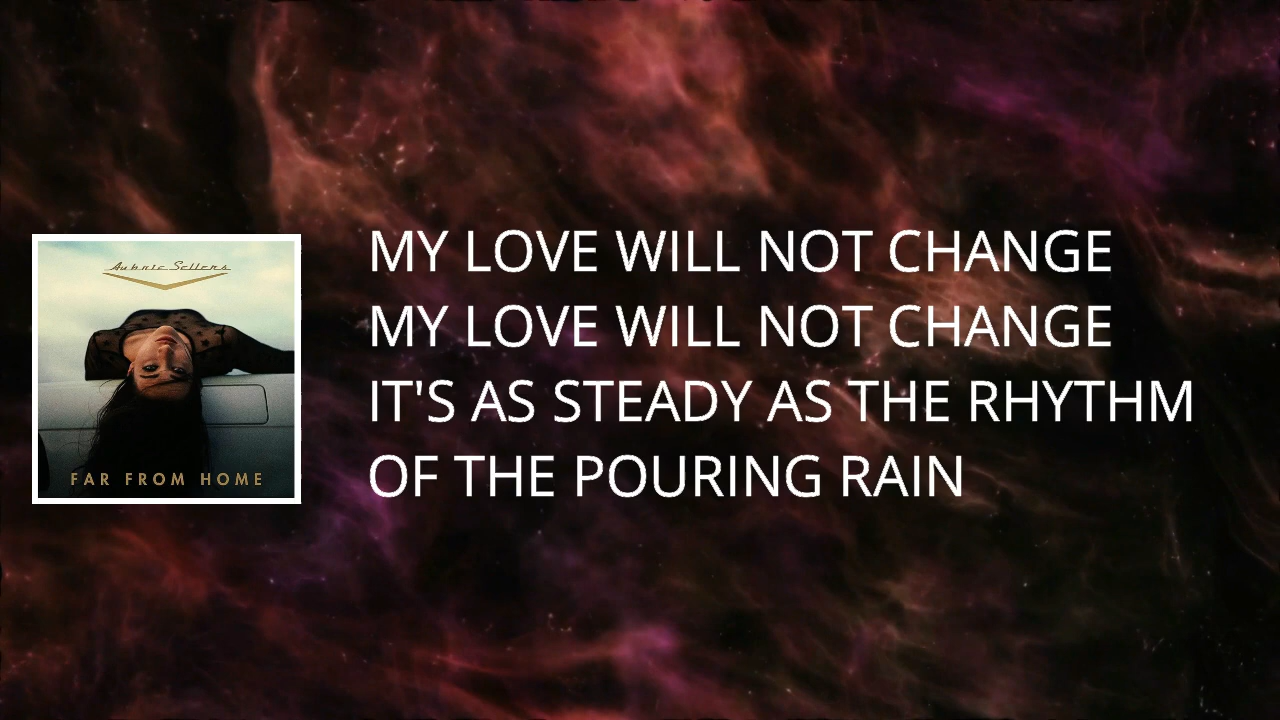 Aubrie Sellers
FAR FROM HOME
MY LOVE WILL NOT CHANGE
MY LOVE WILL NOT CHANGE
IT'S AS STEADY AS THE RHYTHM
OF THE POURING RAIN